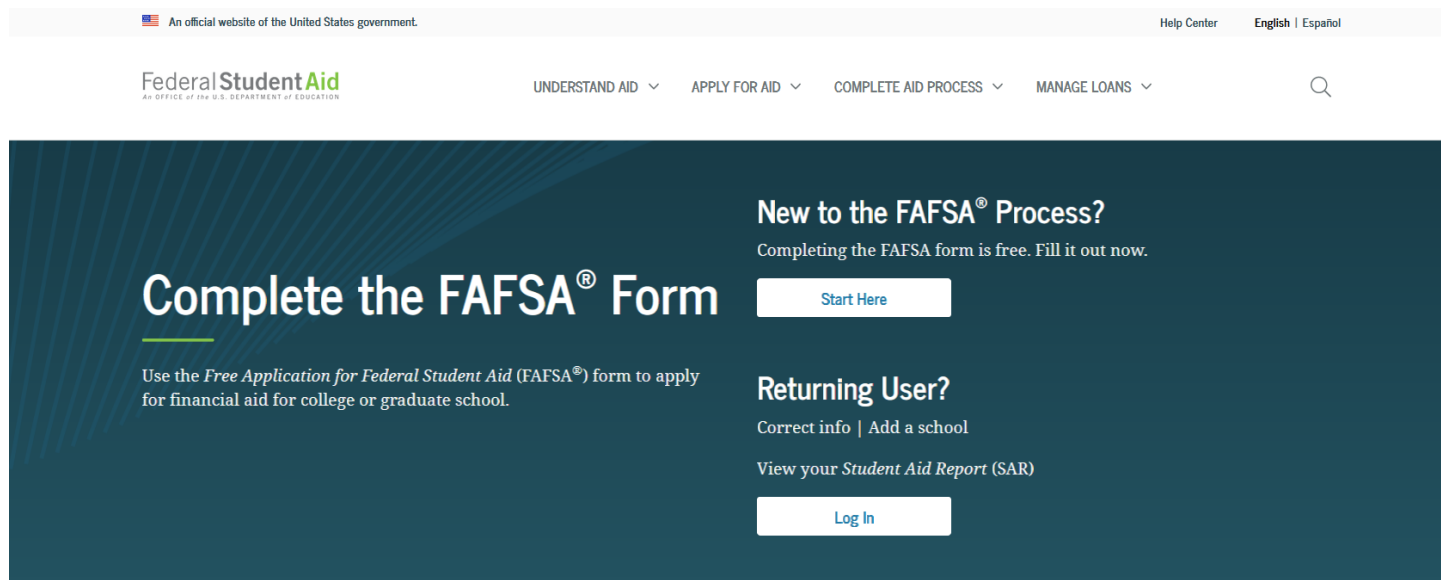 An official website of the United States government.
Help Center
English | Español
Federal Student Aid
An OFFICE of the U.S. DEPARTMENT of EDUCATION
UNDERSTAND AID
APPLY FOR AID
COMPLETE AID PROCESS
MANAGE LOANS
Complete the FAFSA® Form
Use the Free Application for Federal Student Aid (FAFSA®) form to apply
for financial aid for college or graduate school.
New to the FAFSA® Process?
Completing the FAFSA form is free. Fill it out now.
Start Here
Returning User?
Correct info | Add a school
View your Student Aid Report (SAR)
Log In